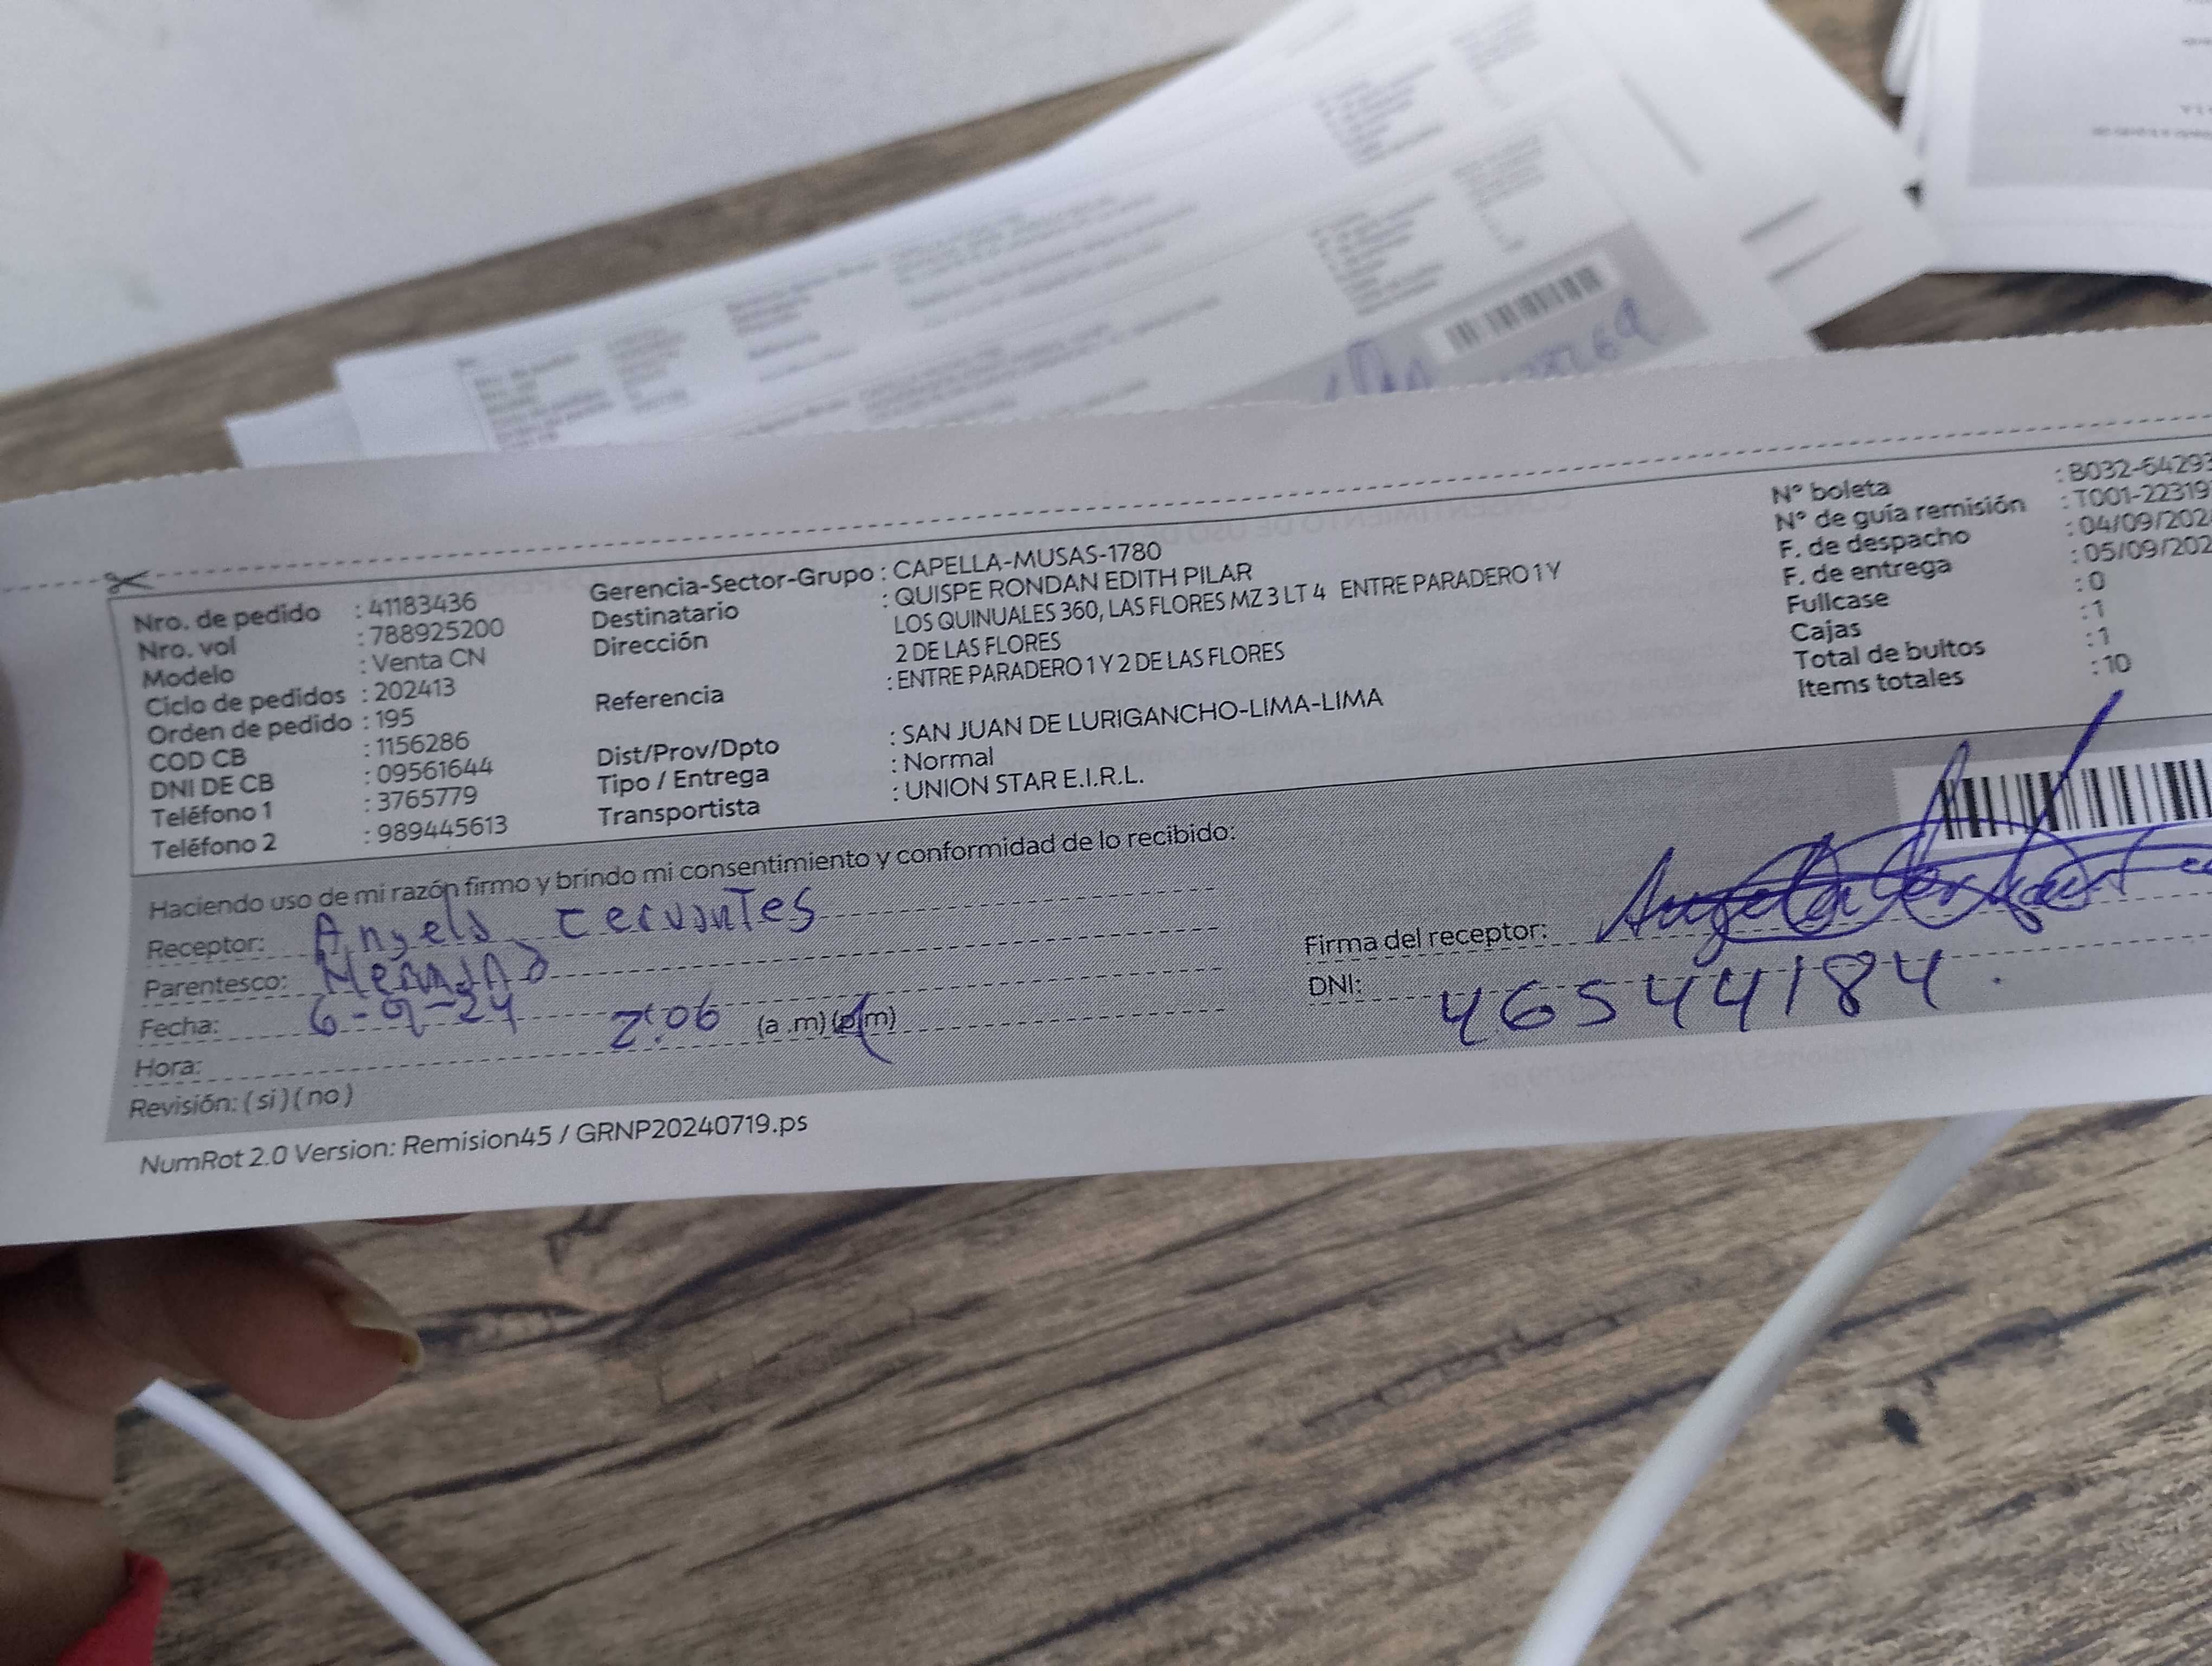 Nro. de pedido : 41183436
Nro. vol : 788925200
Modelo : Venta CN
Ciclo de pedidos : 202413
Orden de pedido : 195
COD CB : 1156286
DNI DE CB : 09561644
Teléfono 1 : 3765779
Teléfono 2 : 989445613
Gerencia-Sector-Grupo : CAPELLA-MUSAS-1780
Destinatario : QUISPE RONDAN EDITH PILAR
Dirección LOS QUINUALES 360, LAS FLORES MZ 3 LT 4 ENTRE PARADERO 1 Y
2 DE LAS FLORES
Referencia : ENTRE PARADERO 1 Y 2 DE LAS FLORES
Dist/Prov/Dpto : SAN JUAN DE LURIGANCHO-LIMA-LIMA
Tipo / Entrega : Normal
Transportista : UNION STAR E.I.R.L.
N° boleta : B032-64293
N° de guía remisión : T001-22319
F. de despacho : 04/09/202
F. de entrega : 05/09/202
Fullcase : 0
Cajas : 1
Total de bultos : 1
Items totales : 10
Haciendo uso de mi razón firmo y brindo mi consentimiento y conformidad de lo recibido:
Receptor: Angelo Cervantes
Parentesco: Hermano
Fecha: 6-9-24
Hora: 2:06 (a .m) (p.m)
Revisión: ( si ) ( no )
Firma del receptor:
DNI: 46544184.
NumRot 2.0 Version: Remision45 / GRNP20240719.ps